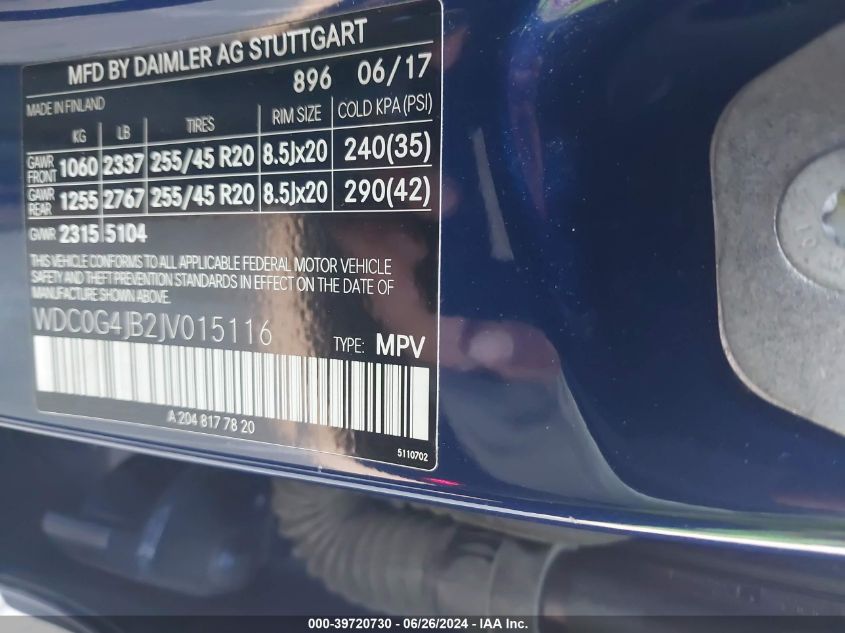 MFD BY DAIMLER AG STUTTGART
896 06/17
MADE IN FINLAND
KG LB TIRES RIM SIZE COLD KPA (PSI)
GAWR FRONT 1060 2337 255/45 R20 8.5Jx20 240(35)
GAWR REAR 1255 2767 255/45 R20 8.5Jx20 290(42)
GVWR 2315 5104
THIS VEHICLE CONFORMS TO ALL APPLICABLE FEDERAL MOTOR VEHICLE
SAFETY AND THEFT PREVENTION STANDARDS IN EFFECT ON THE DATE OF
MANUFACTURE SHOWN ABOVE.
WDC0G4JB2JV015116
TYPE: MPV
A 204 817 78 20
5110702
10
000-39720730 - 06/26/2024 - IAA Inc.